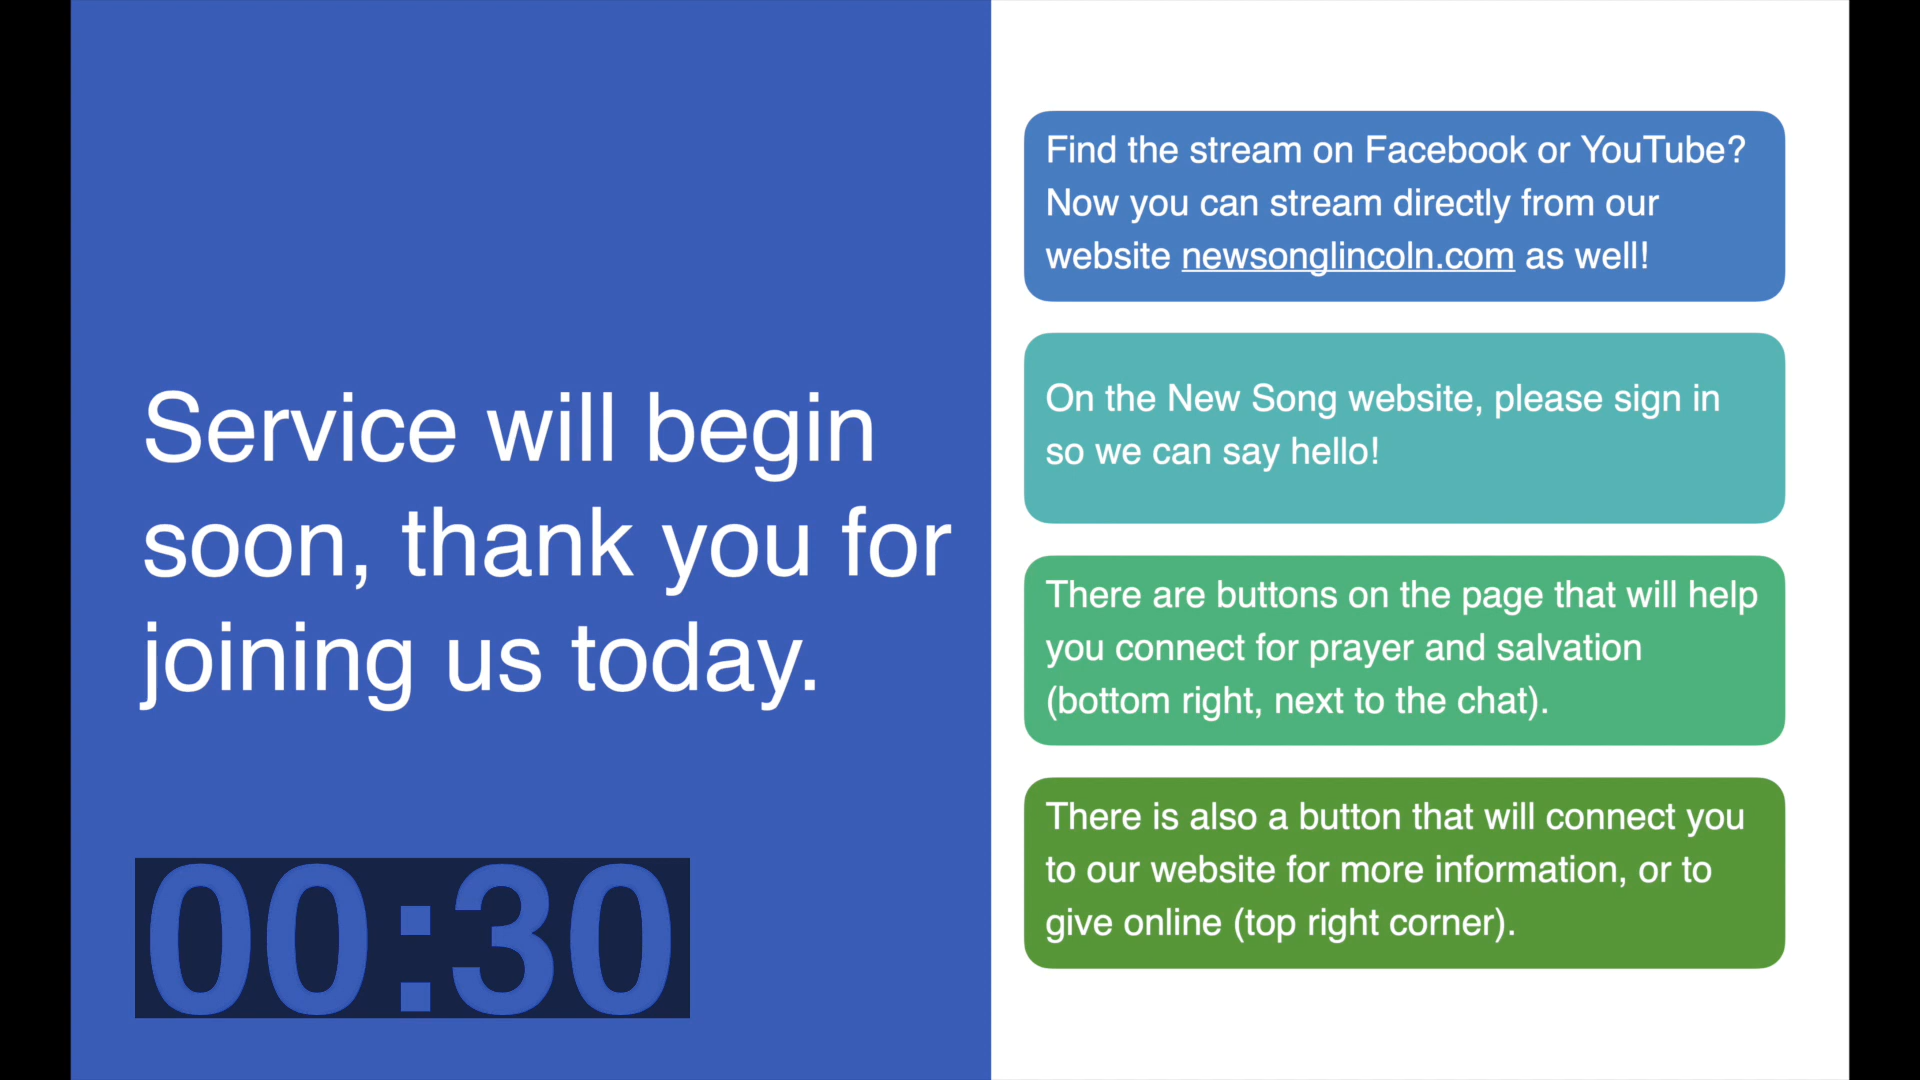 Service will begin
soon, thank you for
joining us today.
00:30
Find the stream on Facebook or YouTube?
Now you can stream directly from our
website newsonglincoln.com as well!
On the New Song website, please sign in
so we can say hello!
There are buttons on the page that will help
you connect for prayer and salvation
(bottom right, next to the chat).
There is also a button that will connect you
to our website for more information, or to
give online (top right corner).